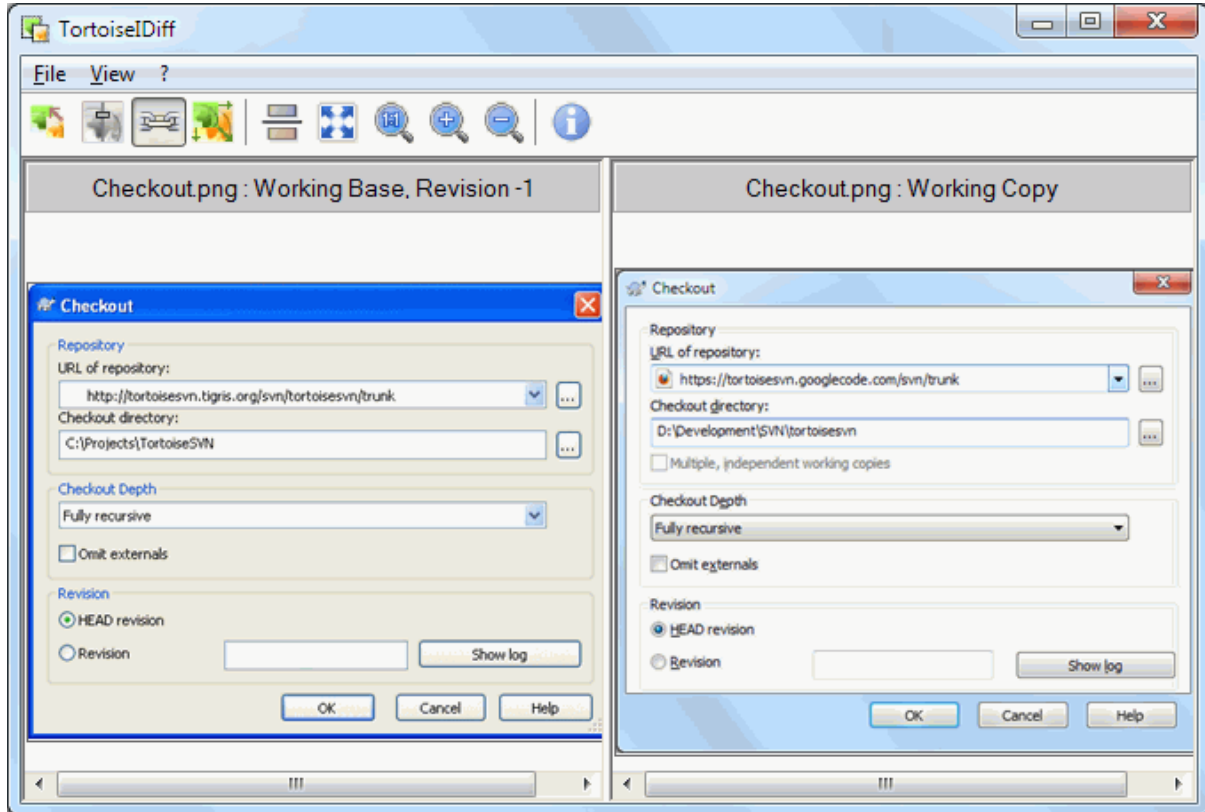 TortoiseIDiff
File View ?
1:1
Checkout.png : Working Base, Revision -1
Checkout
Repository
URL of repository:
http://tortoisesvn.tigris.org/svn/tortoisesvn/trunk
...
Checkout directory:
C:\Projects\TortoiseSVN
...
Checkout Depth
Fully recursive
Omit externals
Revision
HEAD revision
Revision
Show log
OK Cancel Help
Checkout.png : Working Copy
Checkout
Repository
URL of repository:
https://tortoisesvn.googlecode.com/svn/trunk
...
Checkout directory:
D:\Development\SVN\tortoisesvn
...
Multiple, independent working copies
Checkout Depth
Fully recursive
Omit externals
Revision
HEAD revision
Revision
Show log
OK Cancel Help